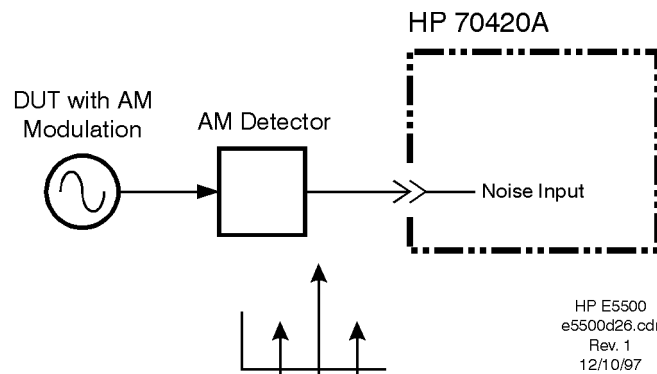 HP 70420A
DUT with AM
Modulation
AM Detector
Noise Input
HP E5500
e5500d26.cdr
Rev. 1
12/10/97